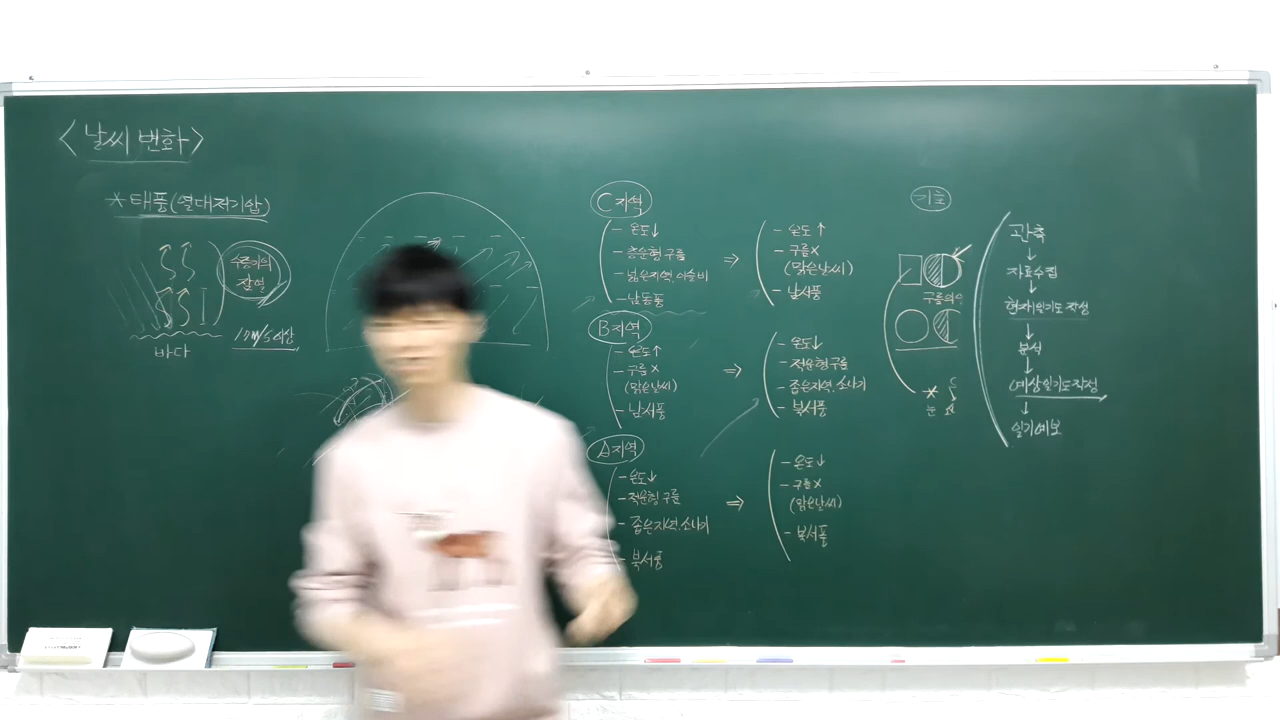 <날씨 변화>
* 태풍(열대저기압)
수증기의
잠열
17m/s 이상
바다
C 지역
- 온도↓
- 층운형 구름
- 넓은지역, 이슬비
- 남동풍
⇒
- 온도↑
- 구름×
(맑은날씨)
- 남서풍
B 지역
- 온도↑
- 구름×
(맑은날씨)
- 남서풍
⇒
- 온도↓
- 적운형 구름
- 좁은지역, 소나기
- 북서풍
A 지역
- 온도↓
- 적운형 구름
- 좁은지역, 소나기
- 북서풍
⇒
- 온도↓
- 구름×
(맑은날씨)
- 북서풍
기호
구름의
눈
관측
↓
자료수집
↓
현재일기도 작성
↓
분석
↓
예상일기도작성
↓
일기예보